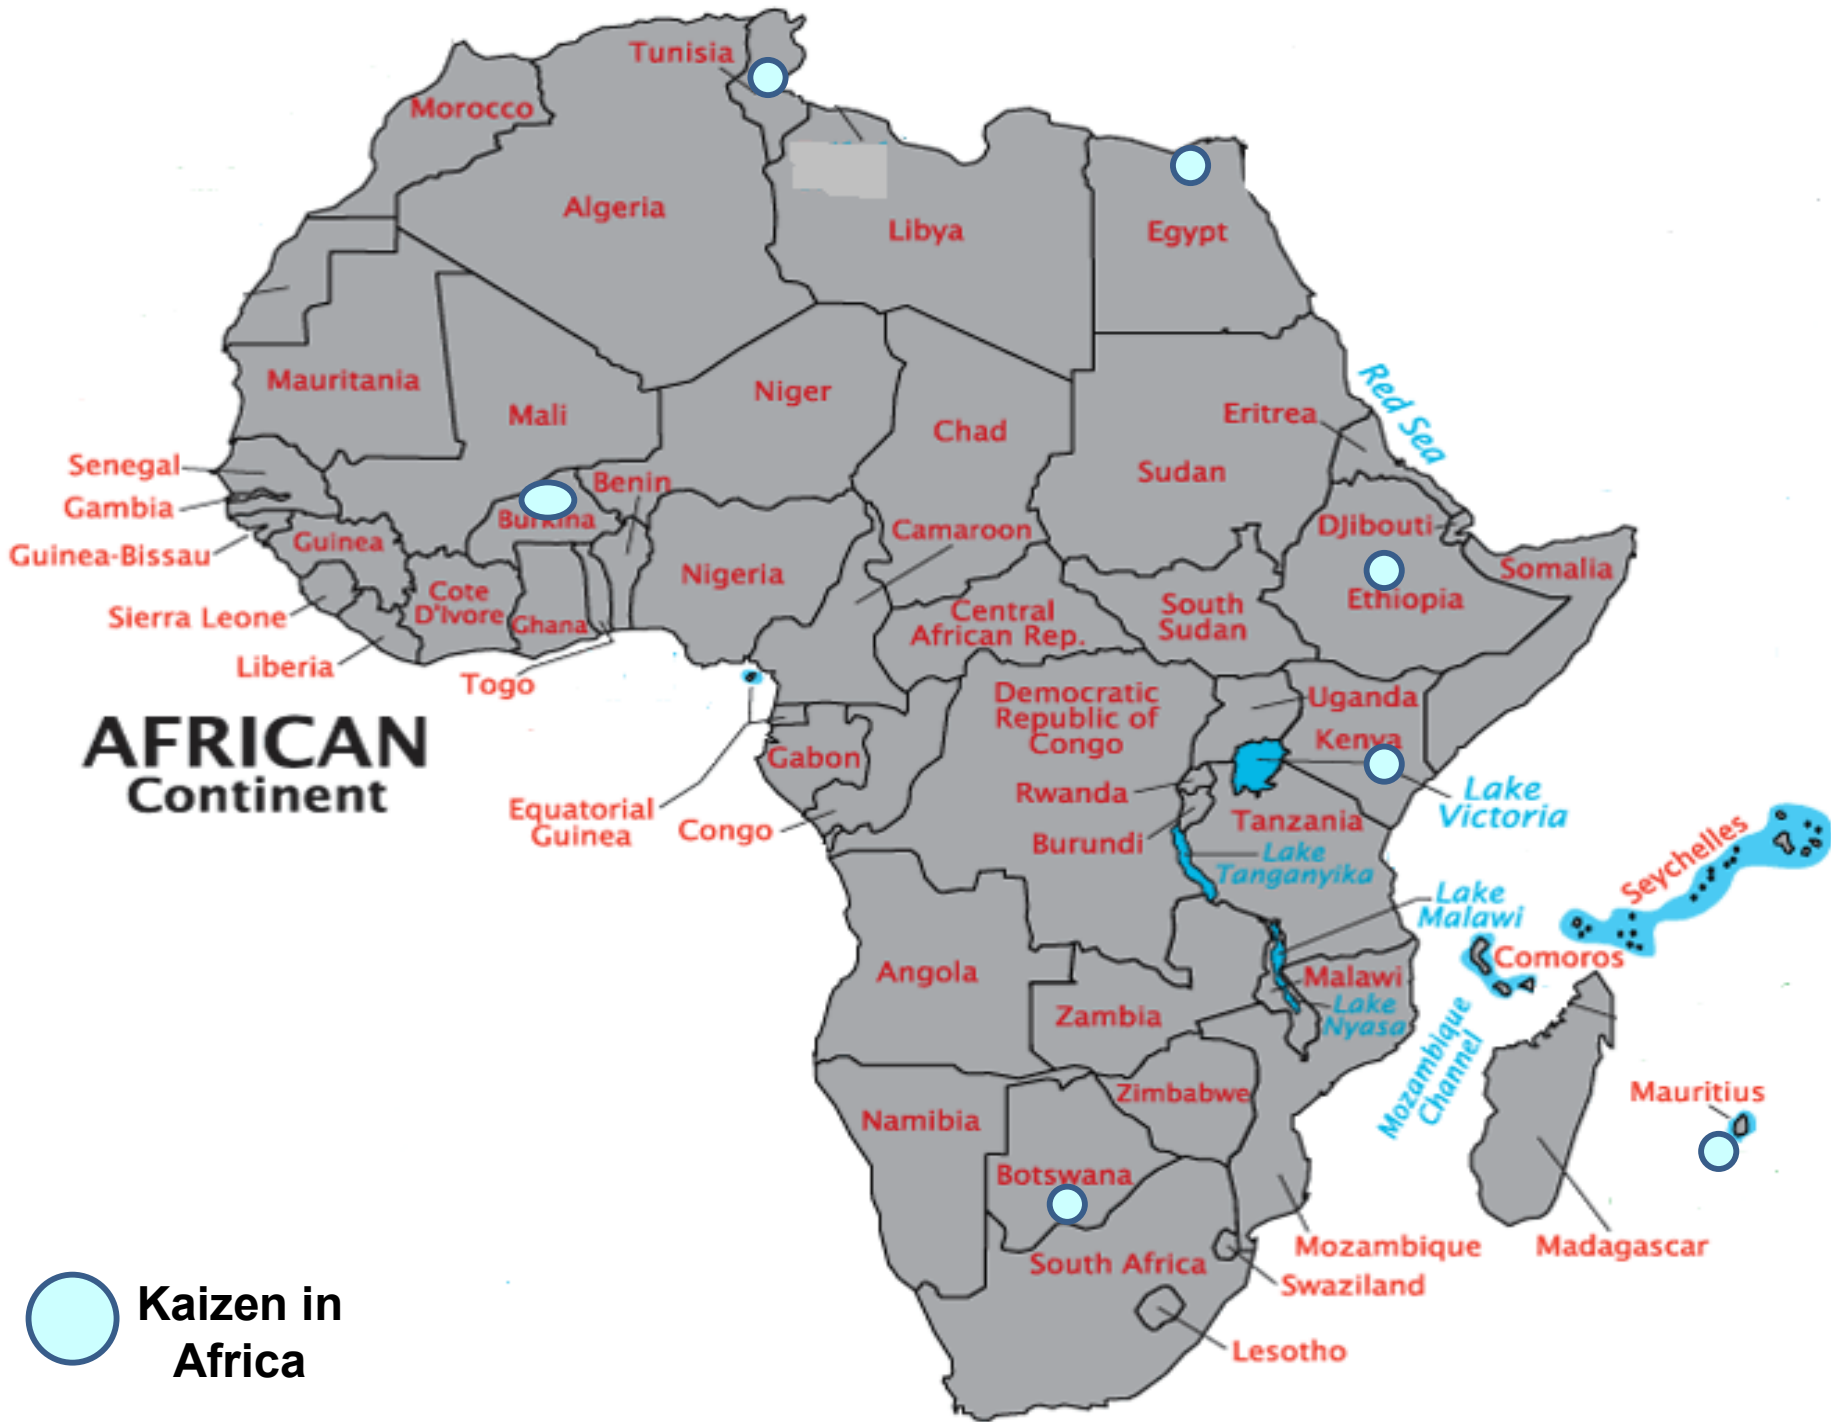 Tunisia
Morocco
Algeria
Libya
Egypt
Mauritania
Mali
Niger
Chad
Sudan
Eritrea
Red Sea
Senegal
Gambia
Guinea-Bissau
Guinea
Sierra Leone
Liberia
Cote
D'Ivore
Ghana
Togo
Burkina
Benin
Nigeria
Camaroon
Central
African Rep.
South
Sudan
DJibouti
Ethiopia
Somalia
AFRICAN
Continent
Equatorial
Guinea
Gabon
Congo
Democratic
Republic of
Congo
Uganda
Kenya
Rwanda
Burundi
Tanzania
Lake
Victoria
Lake
Tanganyika
Lake
Malawi
Seychelles
Comoros
Angola
Zambia
Malawi
Lake
Nyasa
Mozambique
Channel
Zimbabwe
Namibia
Botswana
Mauritius
South Africa
Mozambique
Madagascar
Swaziland
Lesotho
Kaizen in
Africa